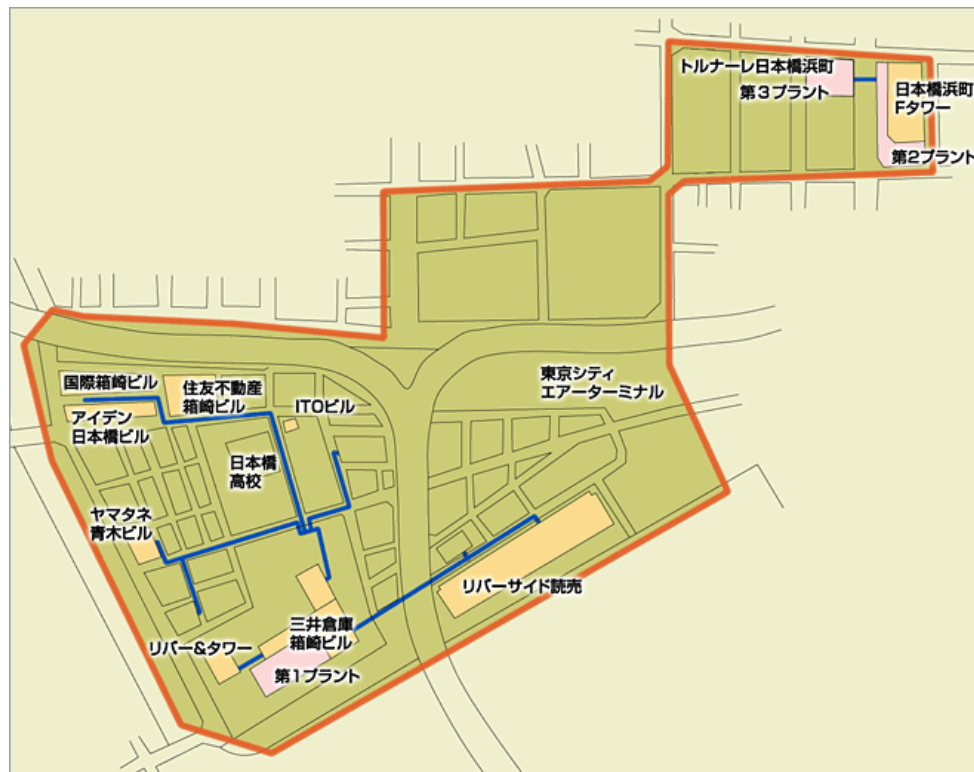 トルナーレ日本橋浜町
第３プラント
日本橋浜町
Fタワー
第２プラント
東京シティ
エアーターミナル
国際箱崎ビル
住友不動産
箱崎ビル
ITOビル
アイデン
日本橋ビル
日本橋
高校
ヤマタネ
青木ビル
リバーサイド読売
三井倉庫
箱崎ビル
リバー&タワー
第１プラント